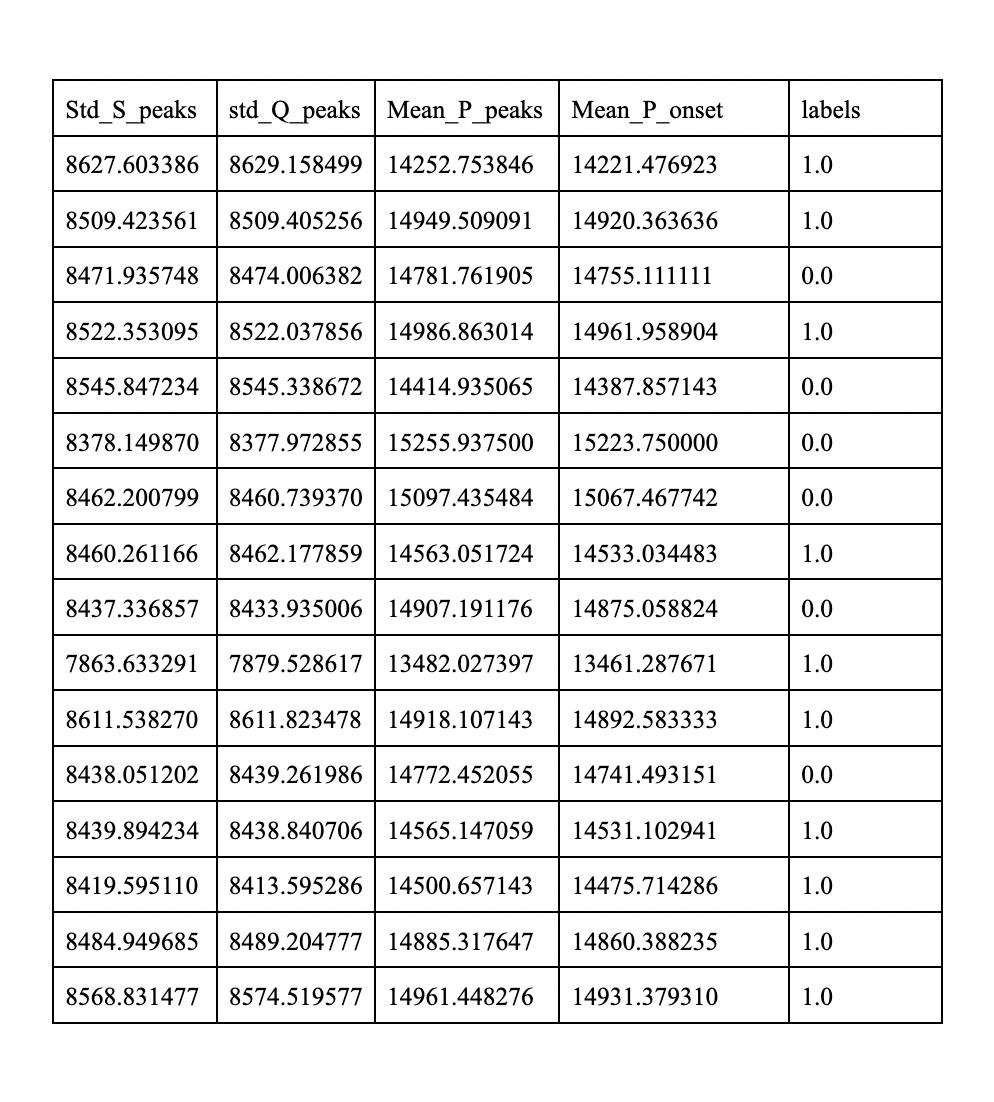 Std_S_peaks std_Q_peaks Mean_P_peaks Mean_P_onset labels
8627.603386 8629.158499 14252.753846 14221.476923 1.0
8509.423561 8509.405256 14949.509091 14920.363636 1.0
8471.935748 8474.006382 14781.761905 14755.111111 0.0
8522.353095 8522.037856 14986.863014 14961.958904 1.0
8545.847234 8545.338672 14414.935065 14387.857143 0.0
8378.149870 8377.972855 15255.937500 15223.750000 0.0
8462.200799 8460.739370 15097.435484 15067.467742 0.0
8460.261166 8462.177859 14563.051724 14533.034483 1.0
8437.336857 8433.935006 14907.191176 14875.058824 0.0
7863.633291 7879.528617 13482.027397 13461.287671 1.0
8611.538270 8611.823478 14918.107143 14892.583333 1.0
8438.051202 8439.261986 14772.452055 14741.493151 0.0
8439.894234 8438.840706 14565.147059 14531.102941 1.0
8419.595110 8413.595286 14500.657143 14475.714286 1.0
8484.949685 8489.204777 14885.317647 14860.388235 1.0
8568.831477 8574.519577 14961.448276 14931.379310 1.0